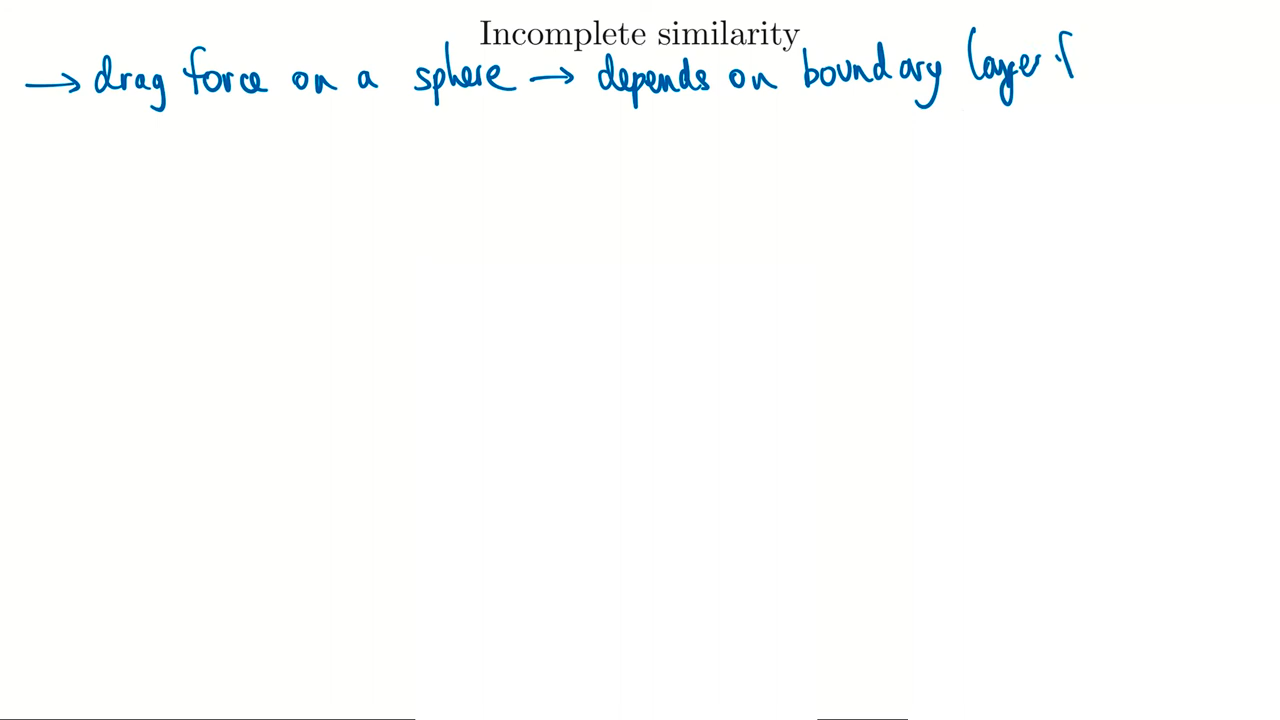 Incomplete similarity
→ drag force on a sphere → depends on boundary layer